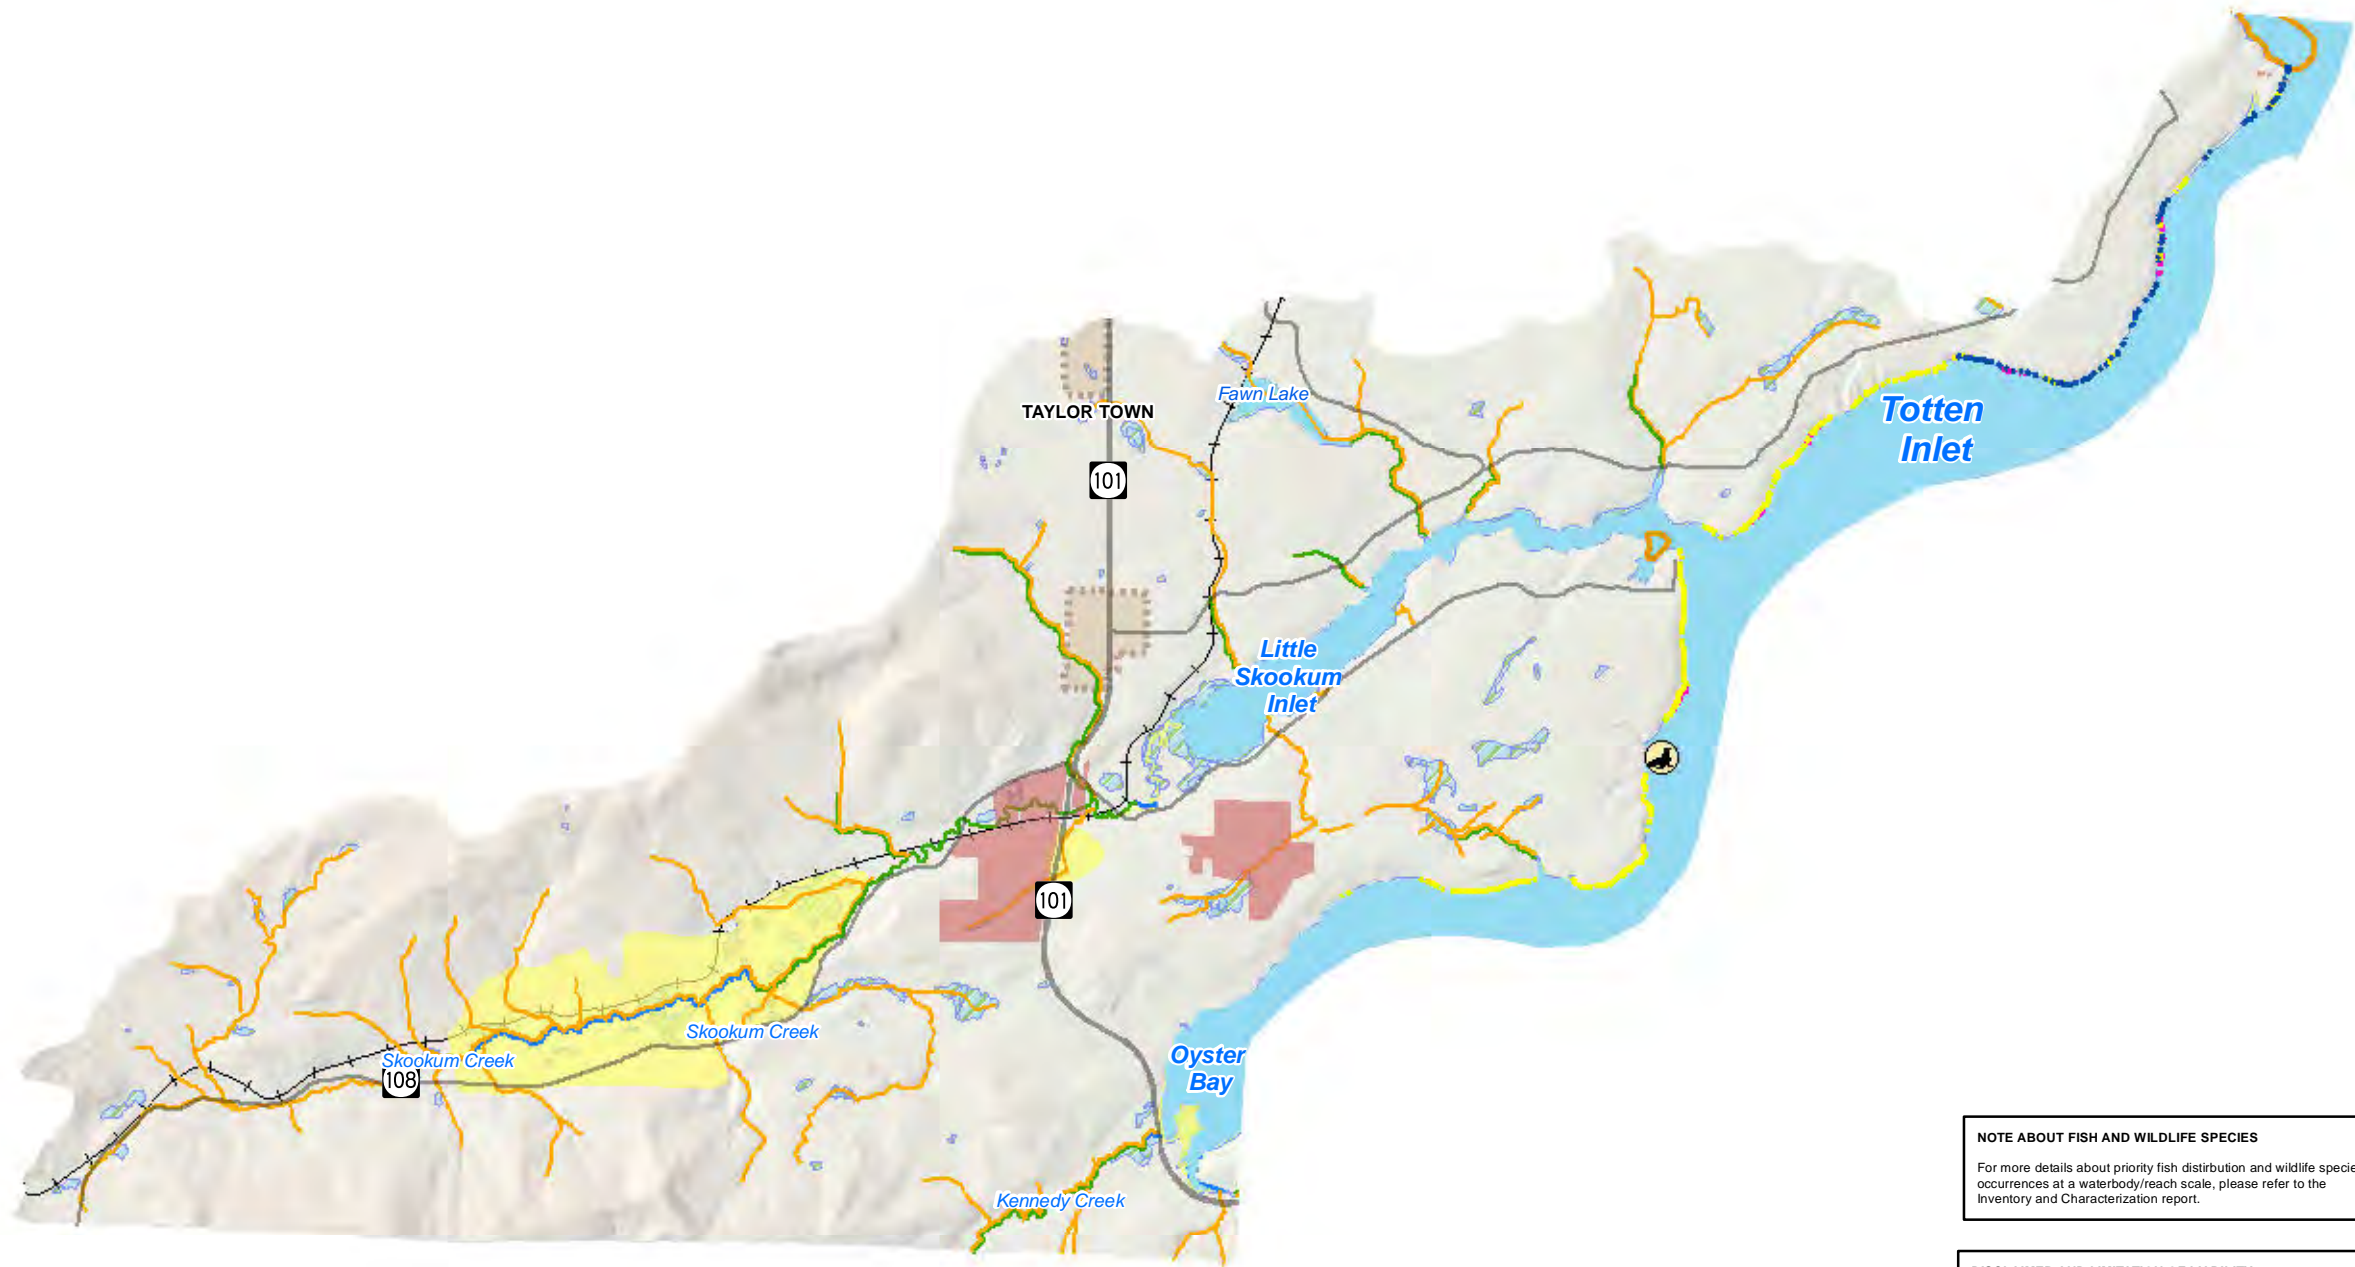 Totten
Inlet
Fawn Lake
TAYLOR TOWN
101
Little
Skookum
Inlet
101
Skookum Creek
Skookum Creek
108
Oyster
Bay
Kennedy Creek
NOTE ABOUT FISH AND WILDLIFE SPECIES
For more details about priority fish distirbution and wildlife specie
occurrences at a waterbody/reach scale, please refer to the
Inventory and Characterization report.